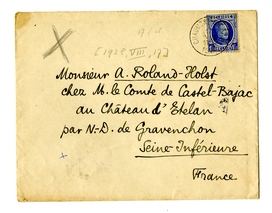 [1928, VIII, 17]
Monsieur A. Roland-Holst
chez M. le Comte de Castel-Bajac
au Château d'Etelan
par N.-D. de Gravenchon
Seine-Inférieure
France